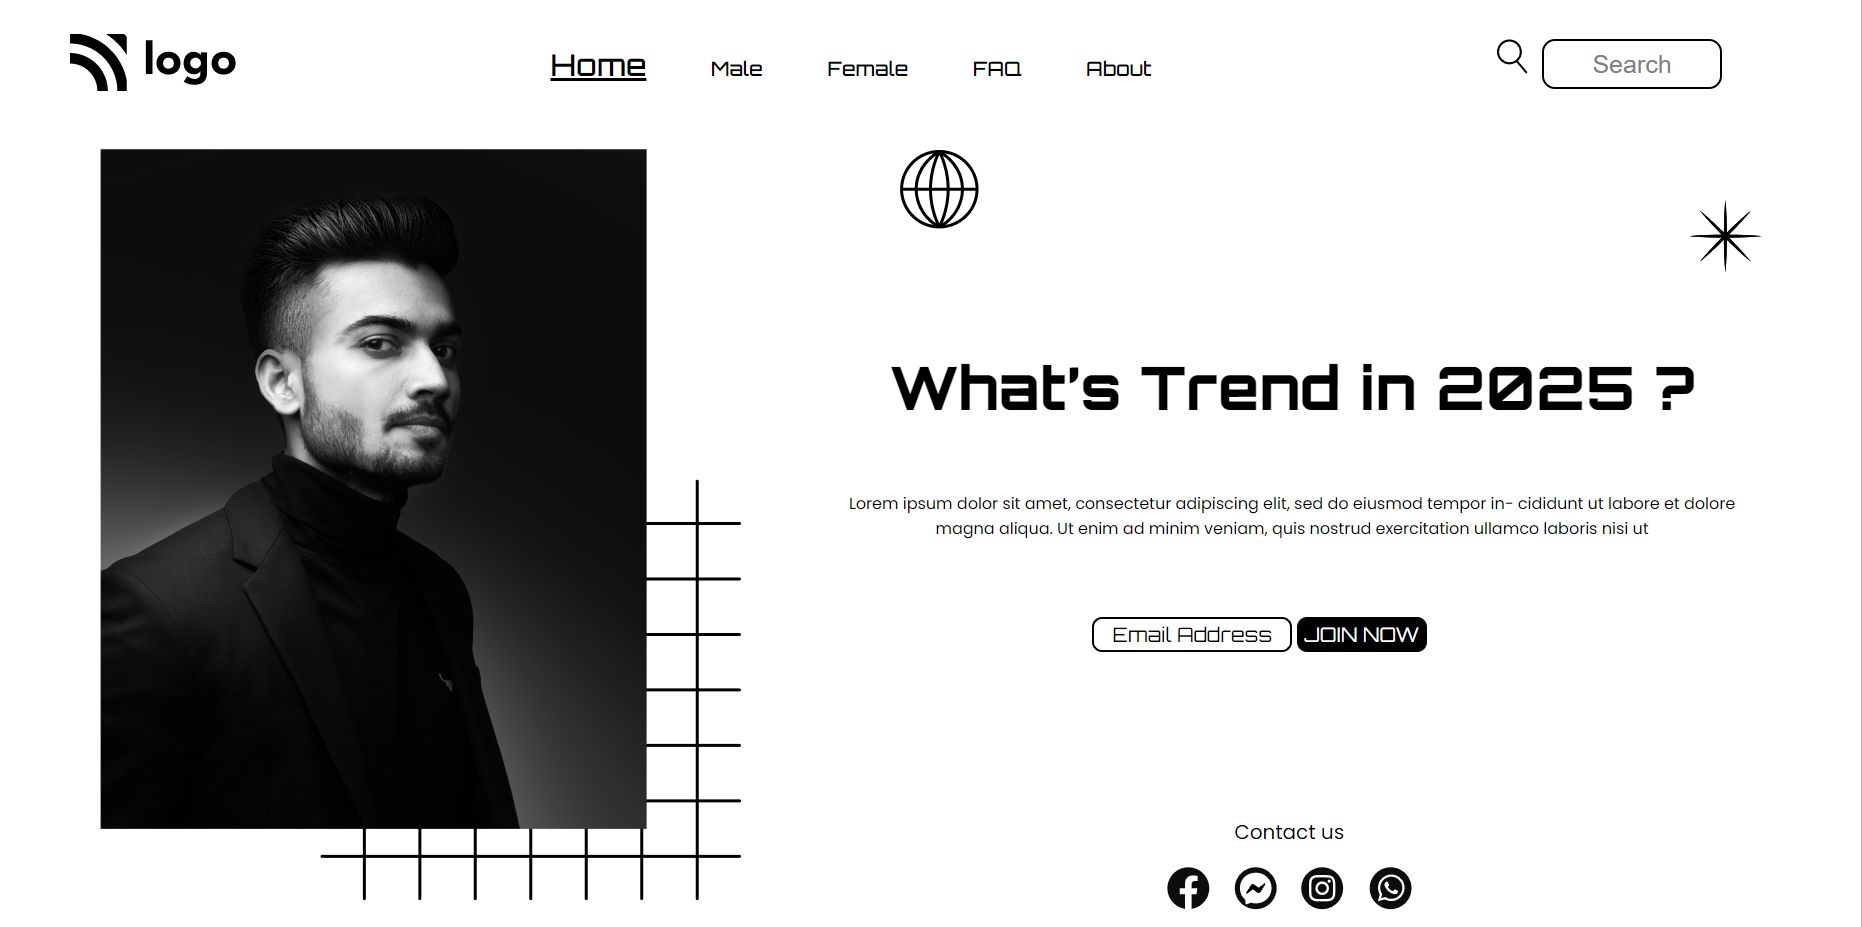 logo
Home
Male
Female
FAQ
About
Search
What's Trend in 2025 ?
Lorem ipsum dolor sit amet, consectetur adipiscing elit, sed do eiusmod tempor in- cididunt ut labore et dolore
magna aliqua. Ut enim ad minim veniam, quis nostrud exercitation ullamco laboris nisi ut
Email Address
JOIN NOW
Contact us